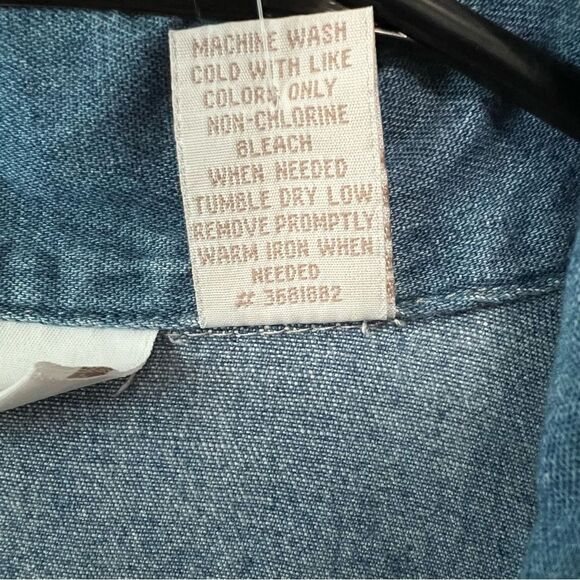 MACHINE WASH
COLD WITH LIKE
COLORS ONLY
NON-CHLORINE
BLEACH
WHEN NEEDED
TUMBLE DRY LOW
REMOVE PROMPTLY
WARM IRON WHEN
NEEDED
# 3681682